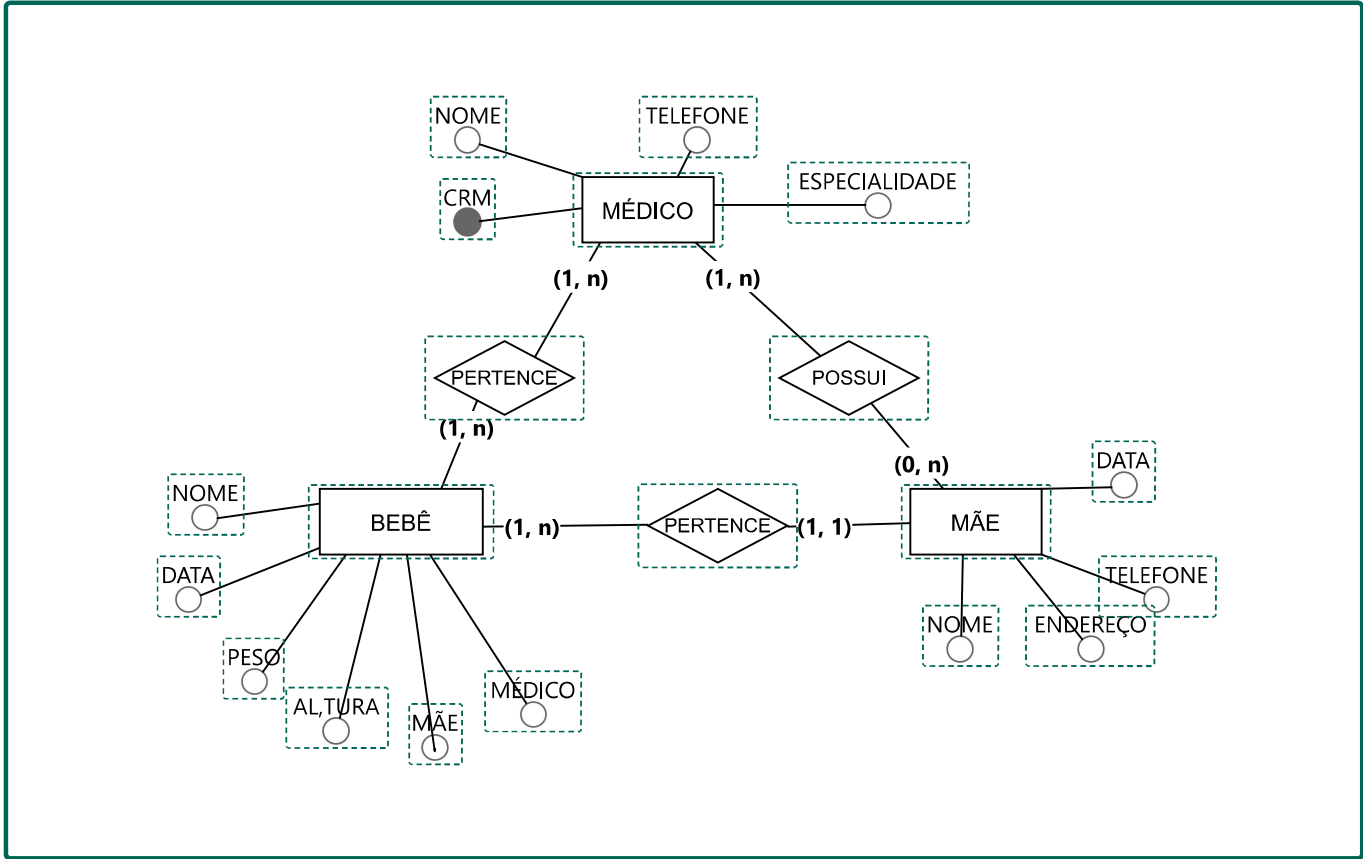 NOME
TELEFONE
ESPECIALIDADE
CRM
MÉDICO
(1, n)
(1, n)
PERTENCE
POSSUI
(1, n)
(0, n)
DATA
NOME
BEBÊ
(1, n)
PERTENCE
(1, 1)
MÃE
DATA
TELEFONE
NOME
ENDEREÇO
PESO
MÉDICO
AL,TURA
MÃE